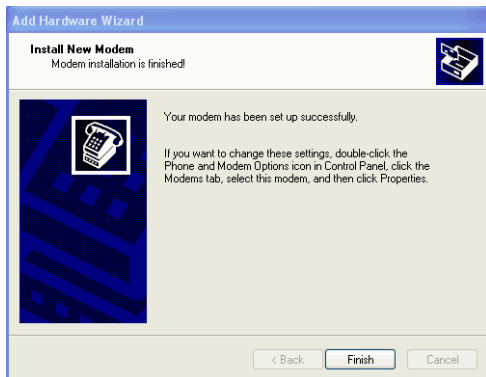 Add Hardware Wizard
Install New Modem
Modem installation is finished!
Your modem has been set up successfully.
If you want to change these settings, double-click the
Phone and Modem Options icon in Control Panel, click the
Modems tab, select this modem, and then click Properties.
< Back
Finish
Cancel